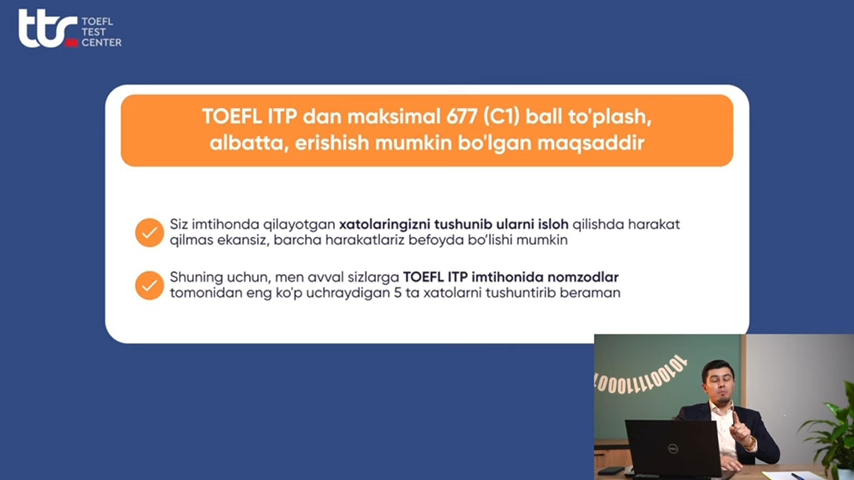 ttc
TOEFL
TEST
CENTER
TOEFL ITP dan maksimal 677 (C1) ball to'plash,
albatta, erishish mumkin bo'lgan maqsaddir
Siz imtihonda qilayotgan xatolaringizni tushunib ularni isloh qilishda harakat
qilmas ekansiz, barcha harakatlariz befoyda bo‘lishi mumkin
Shuning uchun, men avval sizlarga TOEFL ITP imtihonida nomzodlar
tomonidan eng ko'p uchraydigan 5 ta xatolarni tushuntirib beraman
DELL